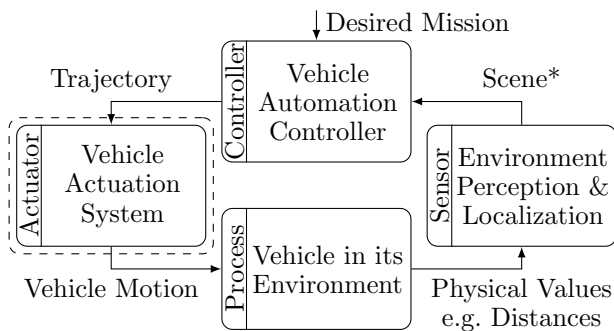 Desired Mission
Trajectory
Controller
Vehicle
Automation
Controller
Scene*
Actuator
Vehicle
Actuation
System
Sensor
Environment
Perception &
Localization
Vehicle Motion
Process
Vehicle in its
Environment
Physical Values
e.g. Distances